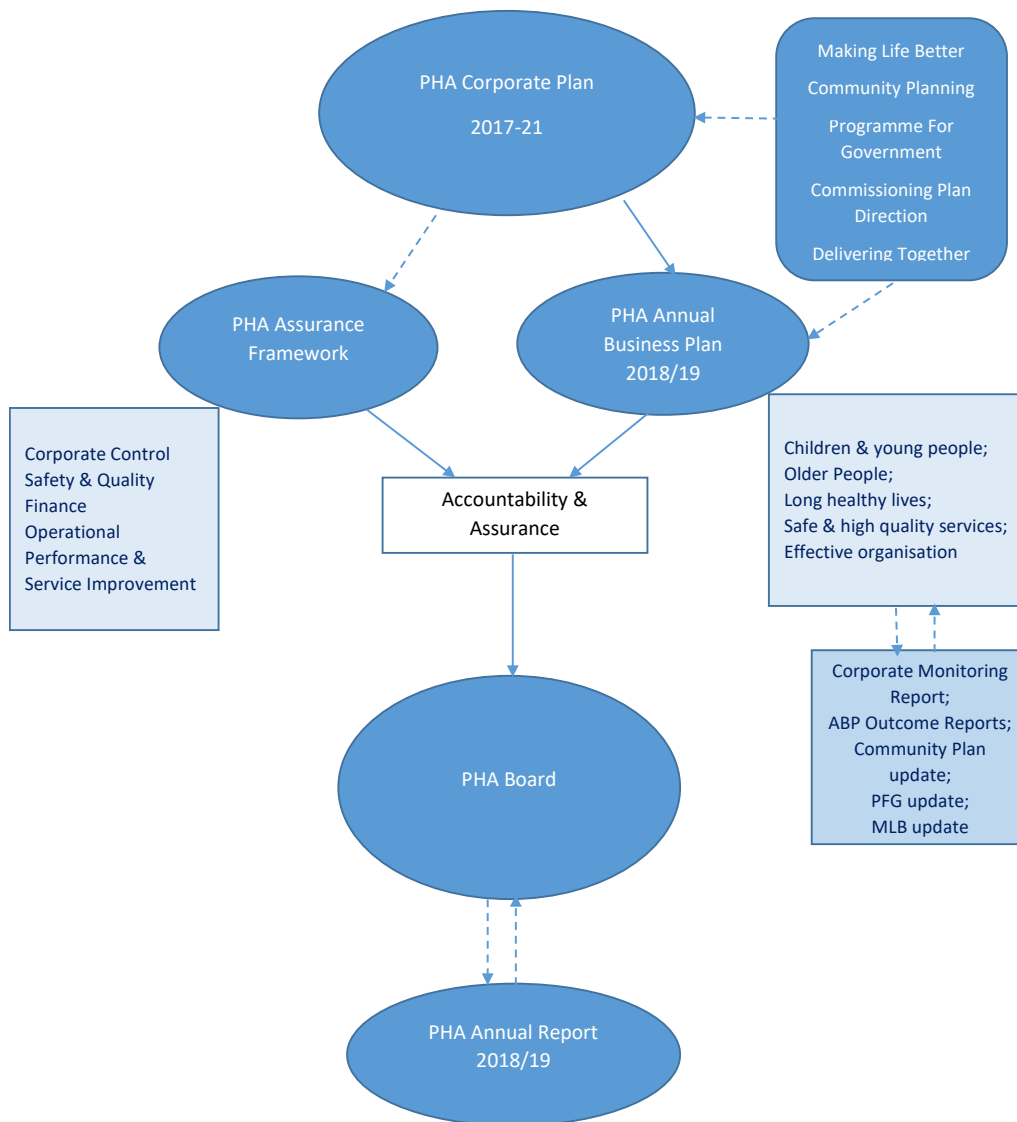 PHA Corporate Plan
2017-21
Making Life Better
Community Planning
Programme For
Government
Commissioning Plan
Direction
Delivering Together
PHA Assurance
Framework
PHA Annual
Business Plan
2018/19
Corporate Control
Safety & Quality
Finance
Operational
Performance &
Service Improvement
Accountability &
Assurance
Children & young people;
Older People;
Long healthy lives;
Safe & high quality services;
Effective organisation
Corporate Monitoring
Report;
ABP Outcome Reports;
Community Plan
update;
PFG update;
MLB update
PHA Board
PHA Annual Report
2018/19